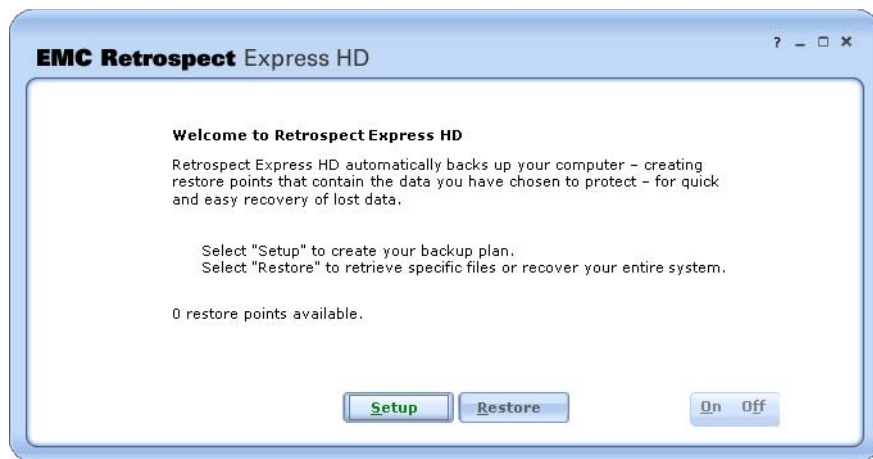 EMC Retrospect Express HD
? _ □ ×
Welcome to Retrospect Express HD
Retrospect Express HD automatically backs up your computer – creating
restore points that contain the data you have chosen to protect – for quick
and easy recovery of lost data.
Select "Setup" to create your backup plan.
Select "Restore" to retrieve specific files or recover your entire system.
0 restore points available.
Setup Restore On Off